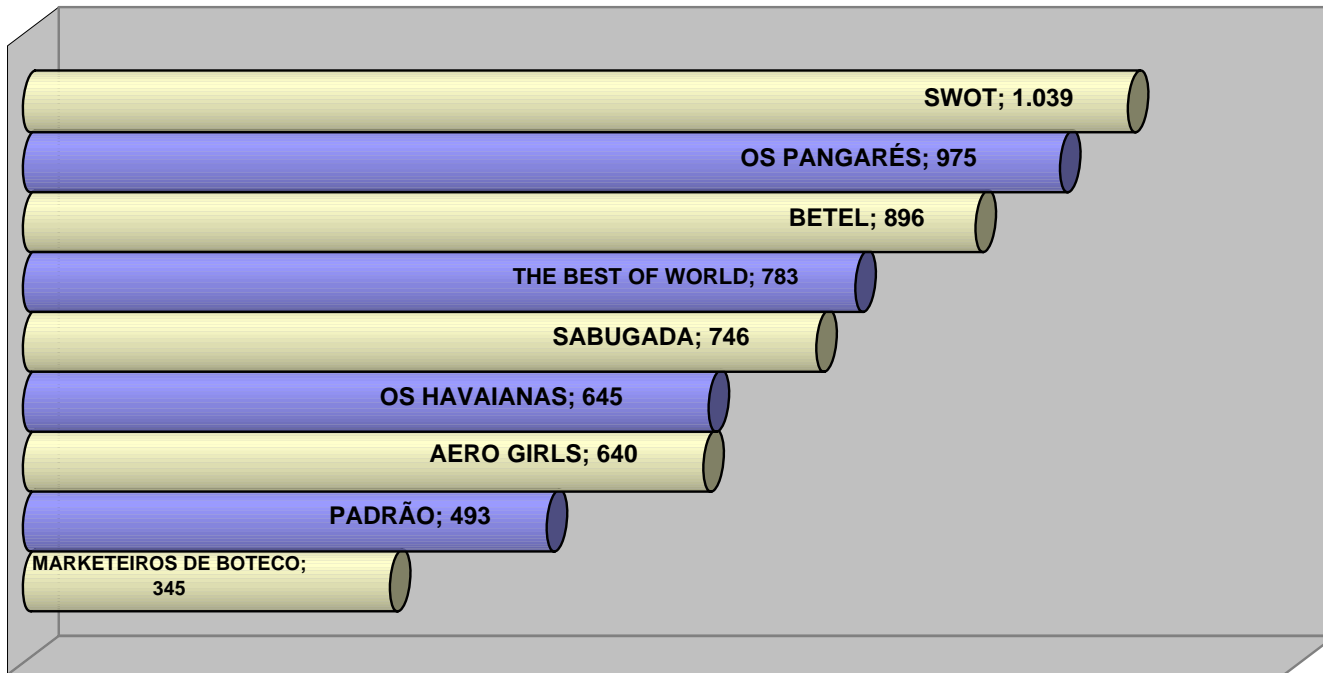 SWOT; 1.039
OS PANGARÉS; 975
BETEL; 896
THE BEST OF WORLD; 783
SABUGADA; 746
OS HAVAIANAS; 645
AERO GIRLS; 640
PADRÃO; 493
MARKETEIROS DE BOTECO;
345